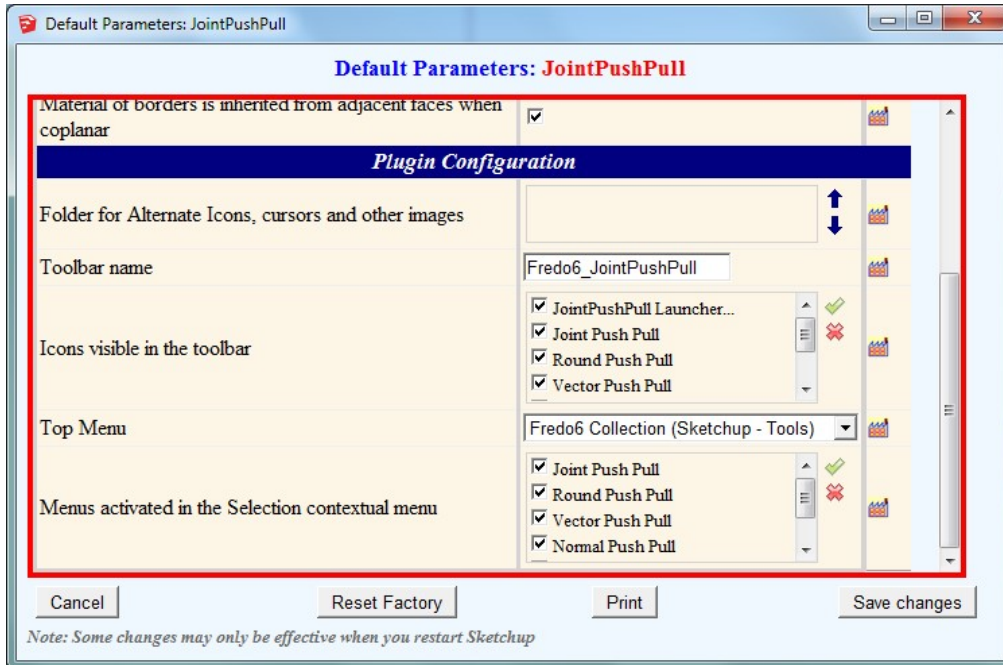 Default Parameters: JointPushPull
Default Parameters: JointPushPull
Material of borders is inherited from adjacent faces when
coplanar
Plugin Configuration
Folder for Alternate Icons, cursors and other images
Toolbar name
Fredo6_JointPushPull
Icons visible in the toolbar
JointPushPull Launcher...
Joint Push Pull
Round Push Pull
Vector Push Pull
Top Menu
Fredo6 Collection (Sketchup - Tools)
Menus activated in the Selection contextual menu
Joint Push Pull
Round Push Pull
Vector Push Pull
Normal Push Pull
Cancel
Reset Factory
Print
Save changes
Note: Some changes may only be effective when you restart Sketchup